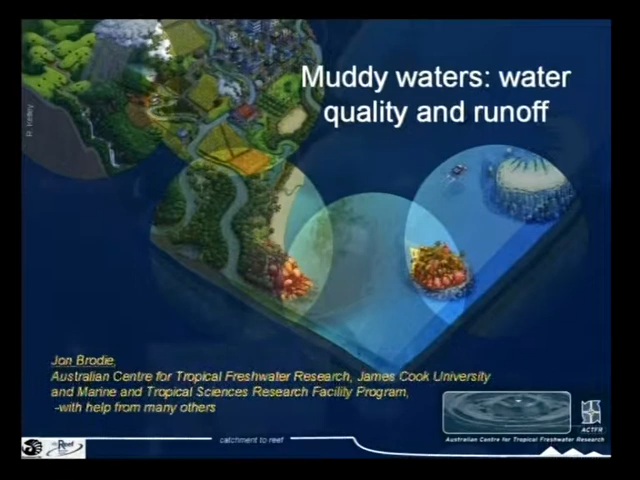 Muddy waters: water
quality and runoff
Jon Brodie,
Australian Centre for Tropical Freshwater Research, James Cook University
and Marine and Tropical Sciences Research Facility Program,
-with help from many others
ACTFR
Australian Centre for Tropical Freshwater Research
catchment to reef
Reef